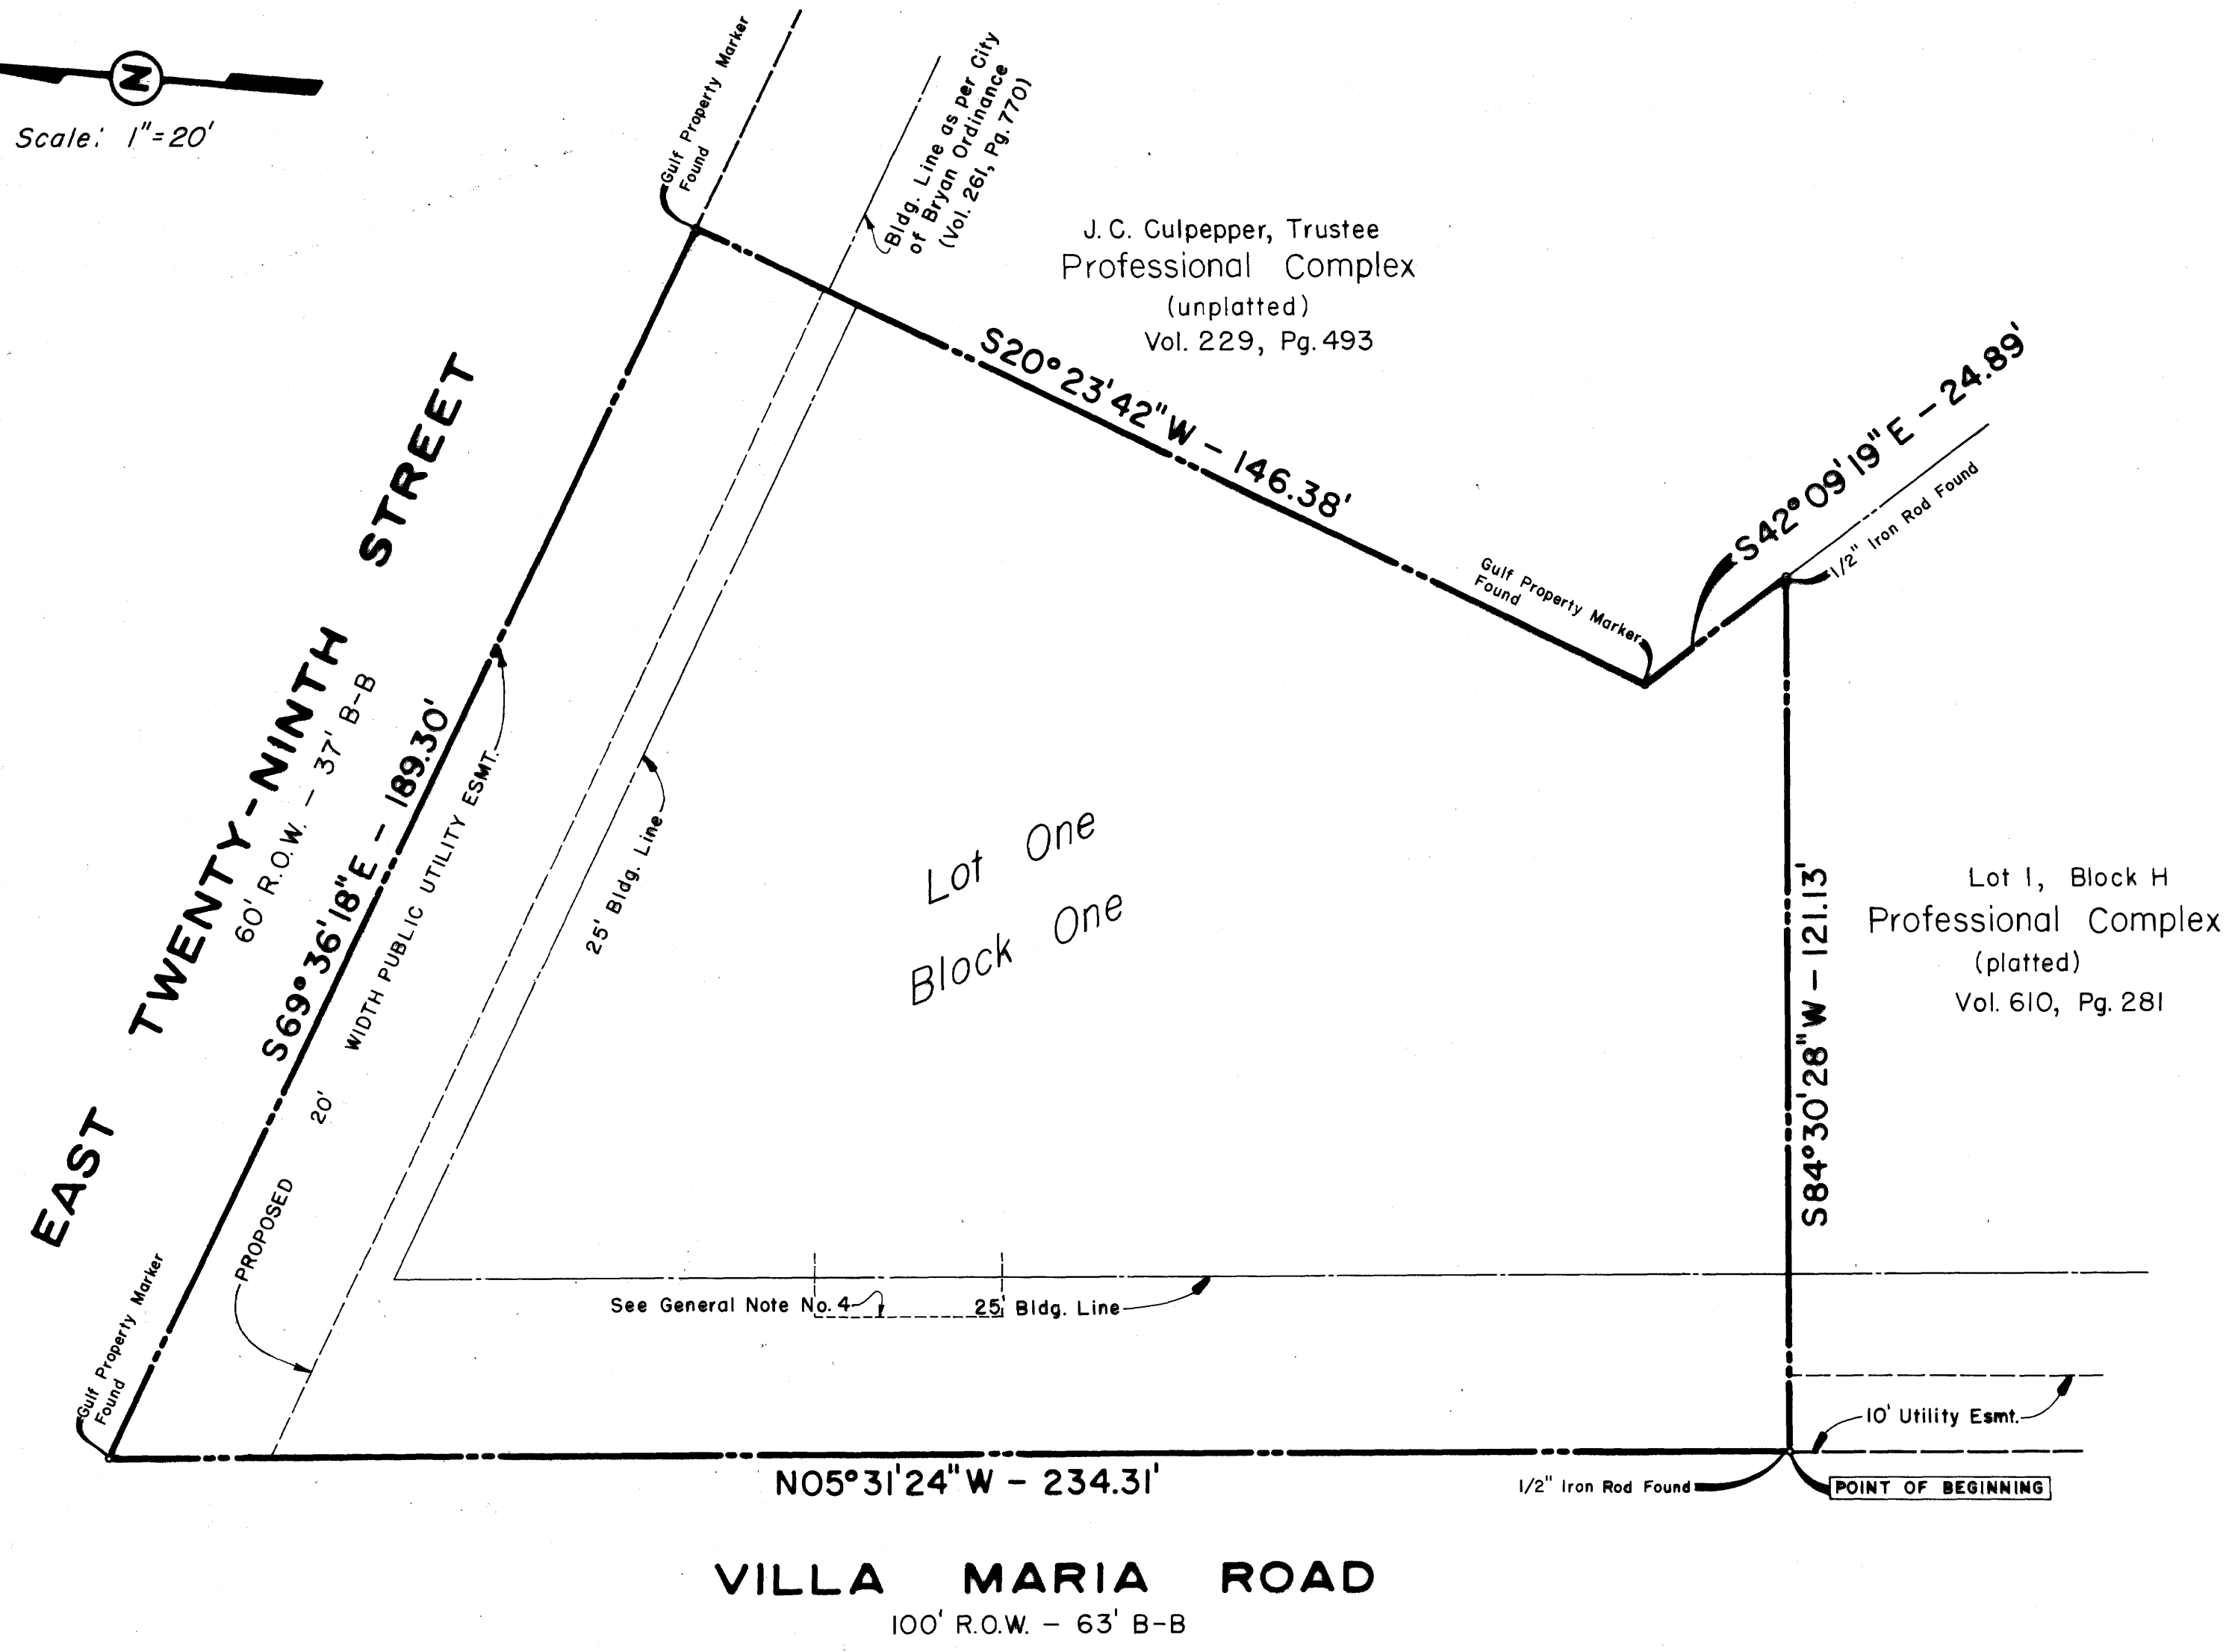 N
Scale: 1"=20'
Gulf Property Marker
Found
Bldg. Line as per City
of Bryan Ordinance
(Vol. 261, Pg. 770)
J. C. Culpepper, Trustee
Professional Complex
(unplatted)
Vol. 229, Pg. 493
S20°23'42"W – 146.38'
S42°09'19"E – 24.89'
1/2" Iron Rod Found
Gulf Property Marker
Found
EAST TWENTY-NINTH STREET
60' R.O.W. – 37' B-B
S69°36'18"E – 189.30'
PROPOSED 20' WIDTH PUBLIC UTILITY ESMT.
25' Bldg. Line
Lot One
Block One
S84°30'28"W – 121.13'
Lot 1, Block H
Professional Complex
(platted)
Vol. 610, Pg. 281
Gulf Property Marker
Found
See General Note No. 4
25' Bldg. Line
10' Utility Esmt.
N05°31'24"W – 234.31'
1/2" Iron Rod Found
POINT OF BEGINNING
VILLA MARIA ROAD
100' R.O.W. – 63' B-B